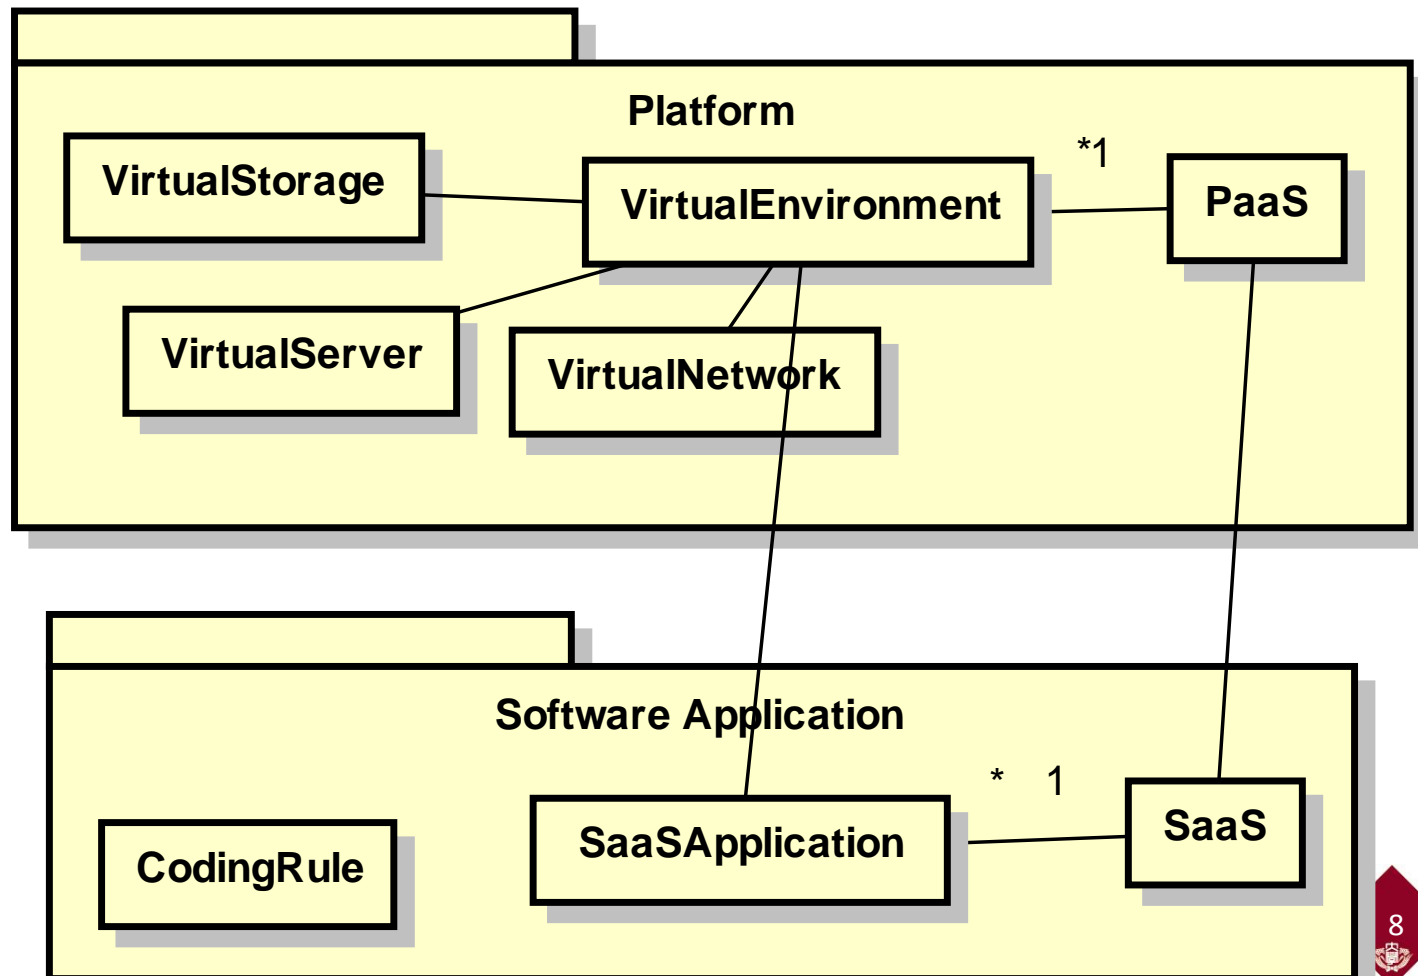 Platform
VirtualStorage
VirtualEnvironment
*1
PaaS
VirtualServer
VirtualNetwork
Software Application
* 1
CodingRule
SaaSApplication
SaaS
8